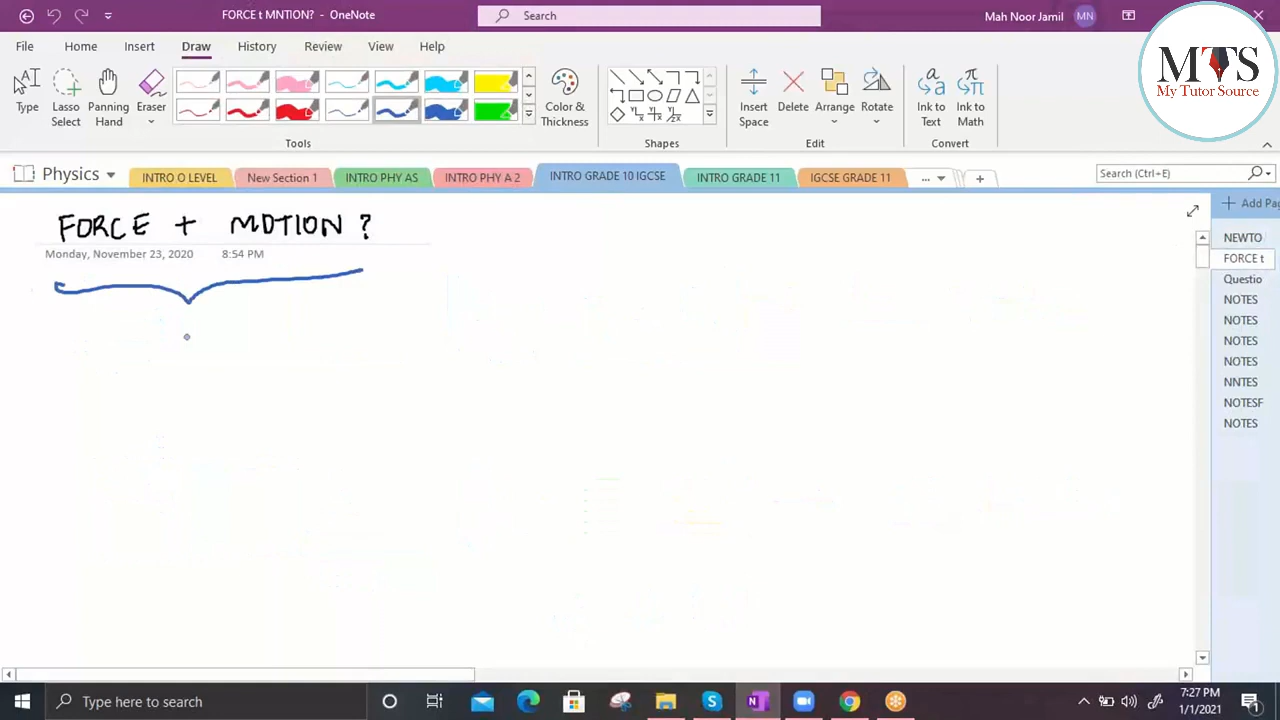 FORCE t MNTION? - OneNote
Search
Mah Noor Jamil
MN
File
Home
Insert
Draw
History
Review
View
Help
MTS
My Tutor Source
Type
Lasso Select
Panning Hand
Eraser
Color & Thickness
Insert Space
Delete
Arrange
Rotate
Ink to Text
Ink to Math
Tools
Shapes
Edit
Convert
Physics
INTRO O LEVEL
New Section 1
INTRO PHY AS
INTRO PHY A 2
INTRO GRADE 10 IGCSE
INTRO GRADE 11
IGCSE GRADE 11
...
Search (Ctrl+E)
FORCE + MOTION ?
Monday, November 23, 2020
8:54 PM
Add Pag
NEWTO
FORCE t
Questio
NOTES
NOTES
NOTES
NOTES
NNTES
NOTESF
NOTES
Type here to search
7:27 PM
1/1/2021